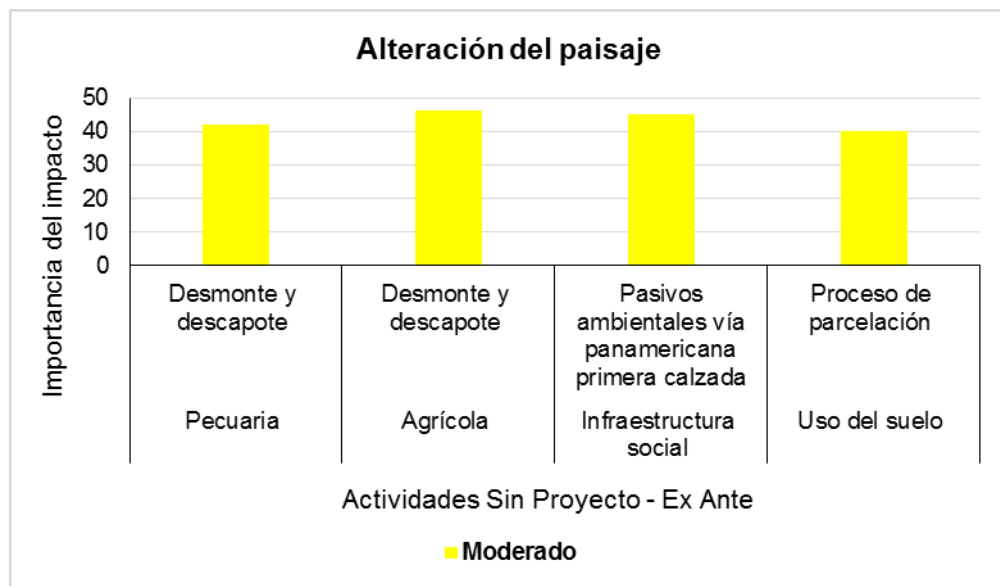 Alteración del paisaje
Importancia del impacto
50
40
30
20
10
0
Desmonte y
descapote
Desmonte y
descapote
Pasivos
ambientales vía
panamericana
primera calzada
Proceso de
parcelación
Pecuaria
Agrícola
Infraestructura
social
Uso del suelo
Actividades Sin Proyecto - Ex Ante
Moderado